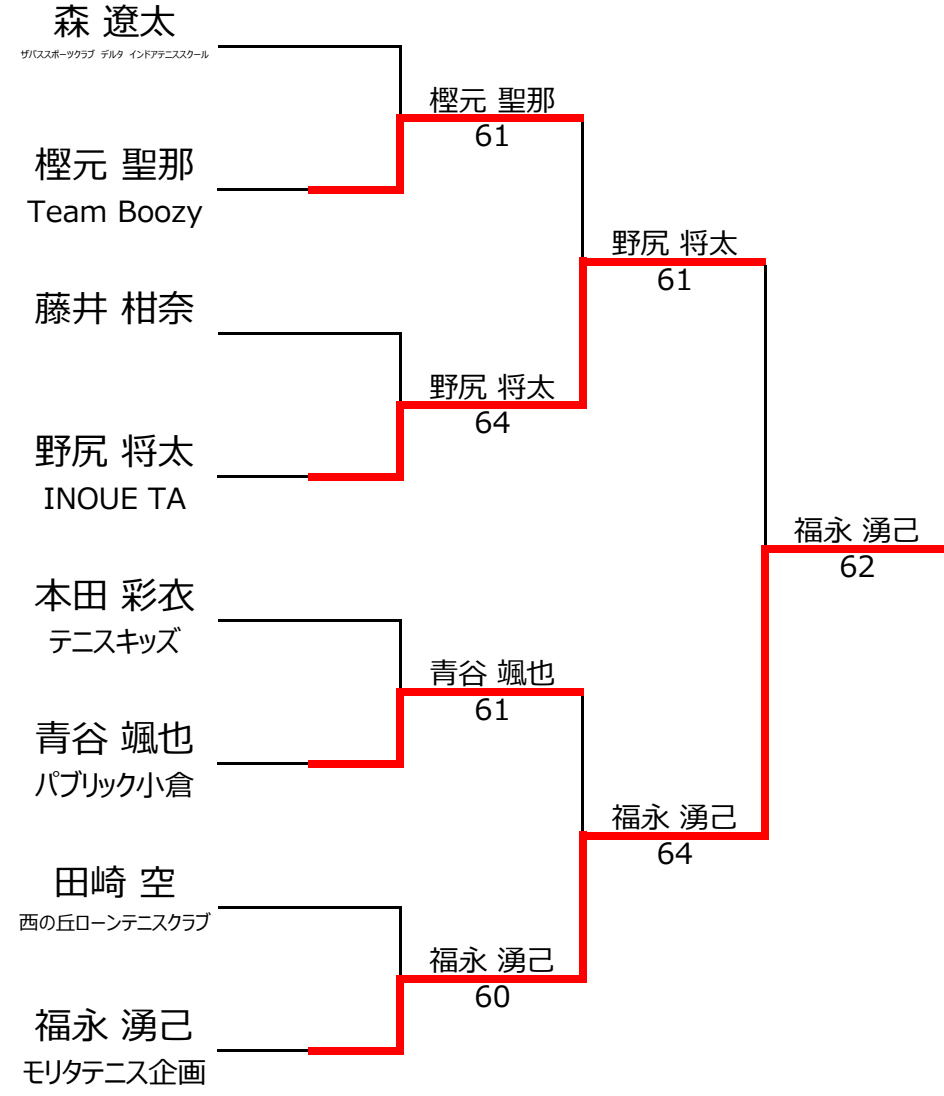 森 遼太
ザバススポーツクラブ デルタ インドアテニススクール
樫元 聖那
Team Boozy
藤井 柑奈
野尻 将太
INOUE TA
本田 彩衣
テニスキッズ
青谷 颯也
パブリック小倉
田崎 空
西の丘ローンテニスクラブ
福永 湧己
モリタテニス企画
樫元 聖那
61
野尻 将太
64
青谷 颯也
61
福永 湧己
60
野尻 将太
61
福永 湧己
64
福永 湧己
62